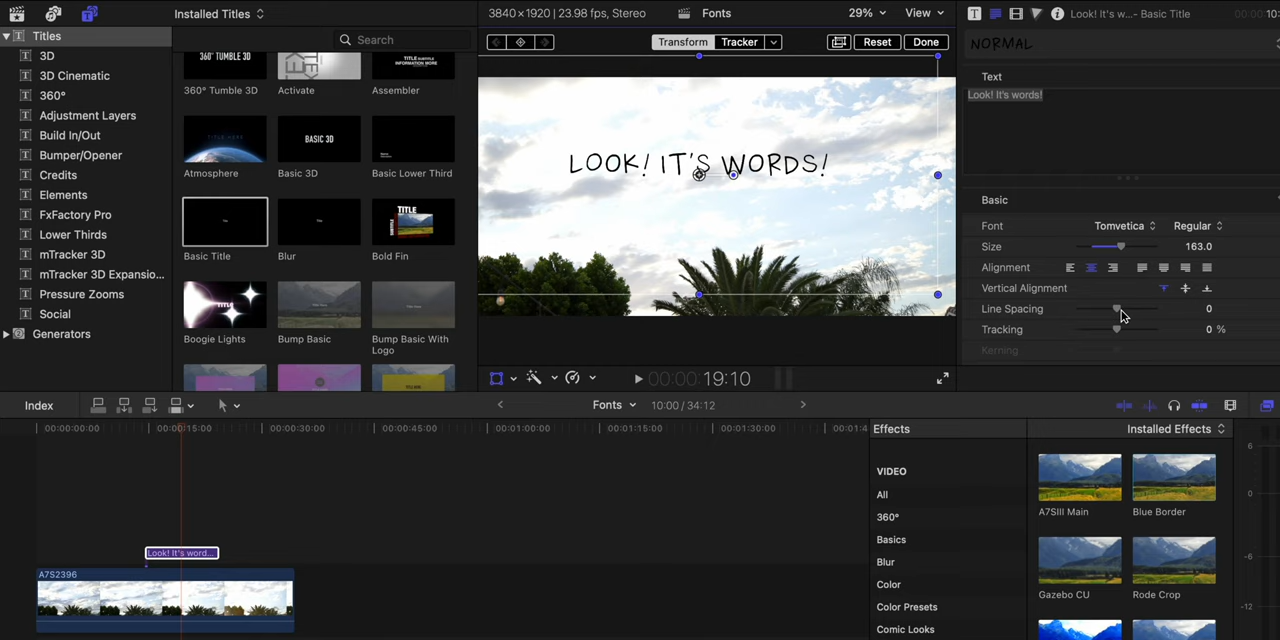 Installed Titles
3840×1920 | 23.98 fps, Stereo
Fonts
29%
View
Look! It's w...- Basic Title
00:00:10:
Titles
Search
Transform
Tracker
Reset
Done
NORMAL
3D
3D Cinematic
360°
Adjustment Layers
Build In/Out
Bumper/Opener
Credits
Elements
FxFactory Pro
Lower Thirds
mTracker 3D
mTracker 3D Expansio...
Pressure Zooms
Social
Generators
360° TUMBLE 3D
360° Tumble 3D
Activate
Assembler
TITLE HERE
BASIC 3D
Atmosphere
Basic 3D
Basic Lower Third
Title
TITLE
Basic Title
Blur
Bold Fin
TITLE
Boogie Lights
Bump Basic
Bump Basic With
Logo
LOOK! IT'S WORDS!
Text
Look! It's words!
Basic
Font
Tomvetica
Regular
Size
163.0
Alignment
Vertical Alignment
Line Spacing
0
Tracking
0 %
Kerning
00:00:19:10
Index
Fonts
10:00 / 34:12
00:00:00:00
00:00:15:00
00:00:30:00
00:00:45:00
00:01:00:00
00:01:15:00
00:01:30:00
00:01:4
Look! It's word...
A7S2396
Effects
Installed Effects
VIDEO
All
360°
Basics
Blur
Color
Color Presets
Comic Looks
A7SIII Main
Blue Border
Gazebo CU
Rode Crop
6
0
-6
-12